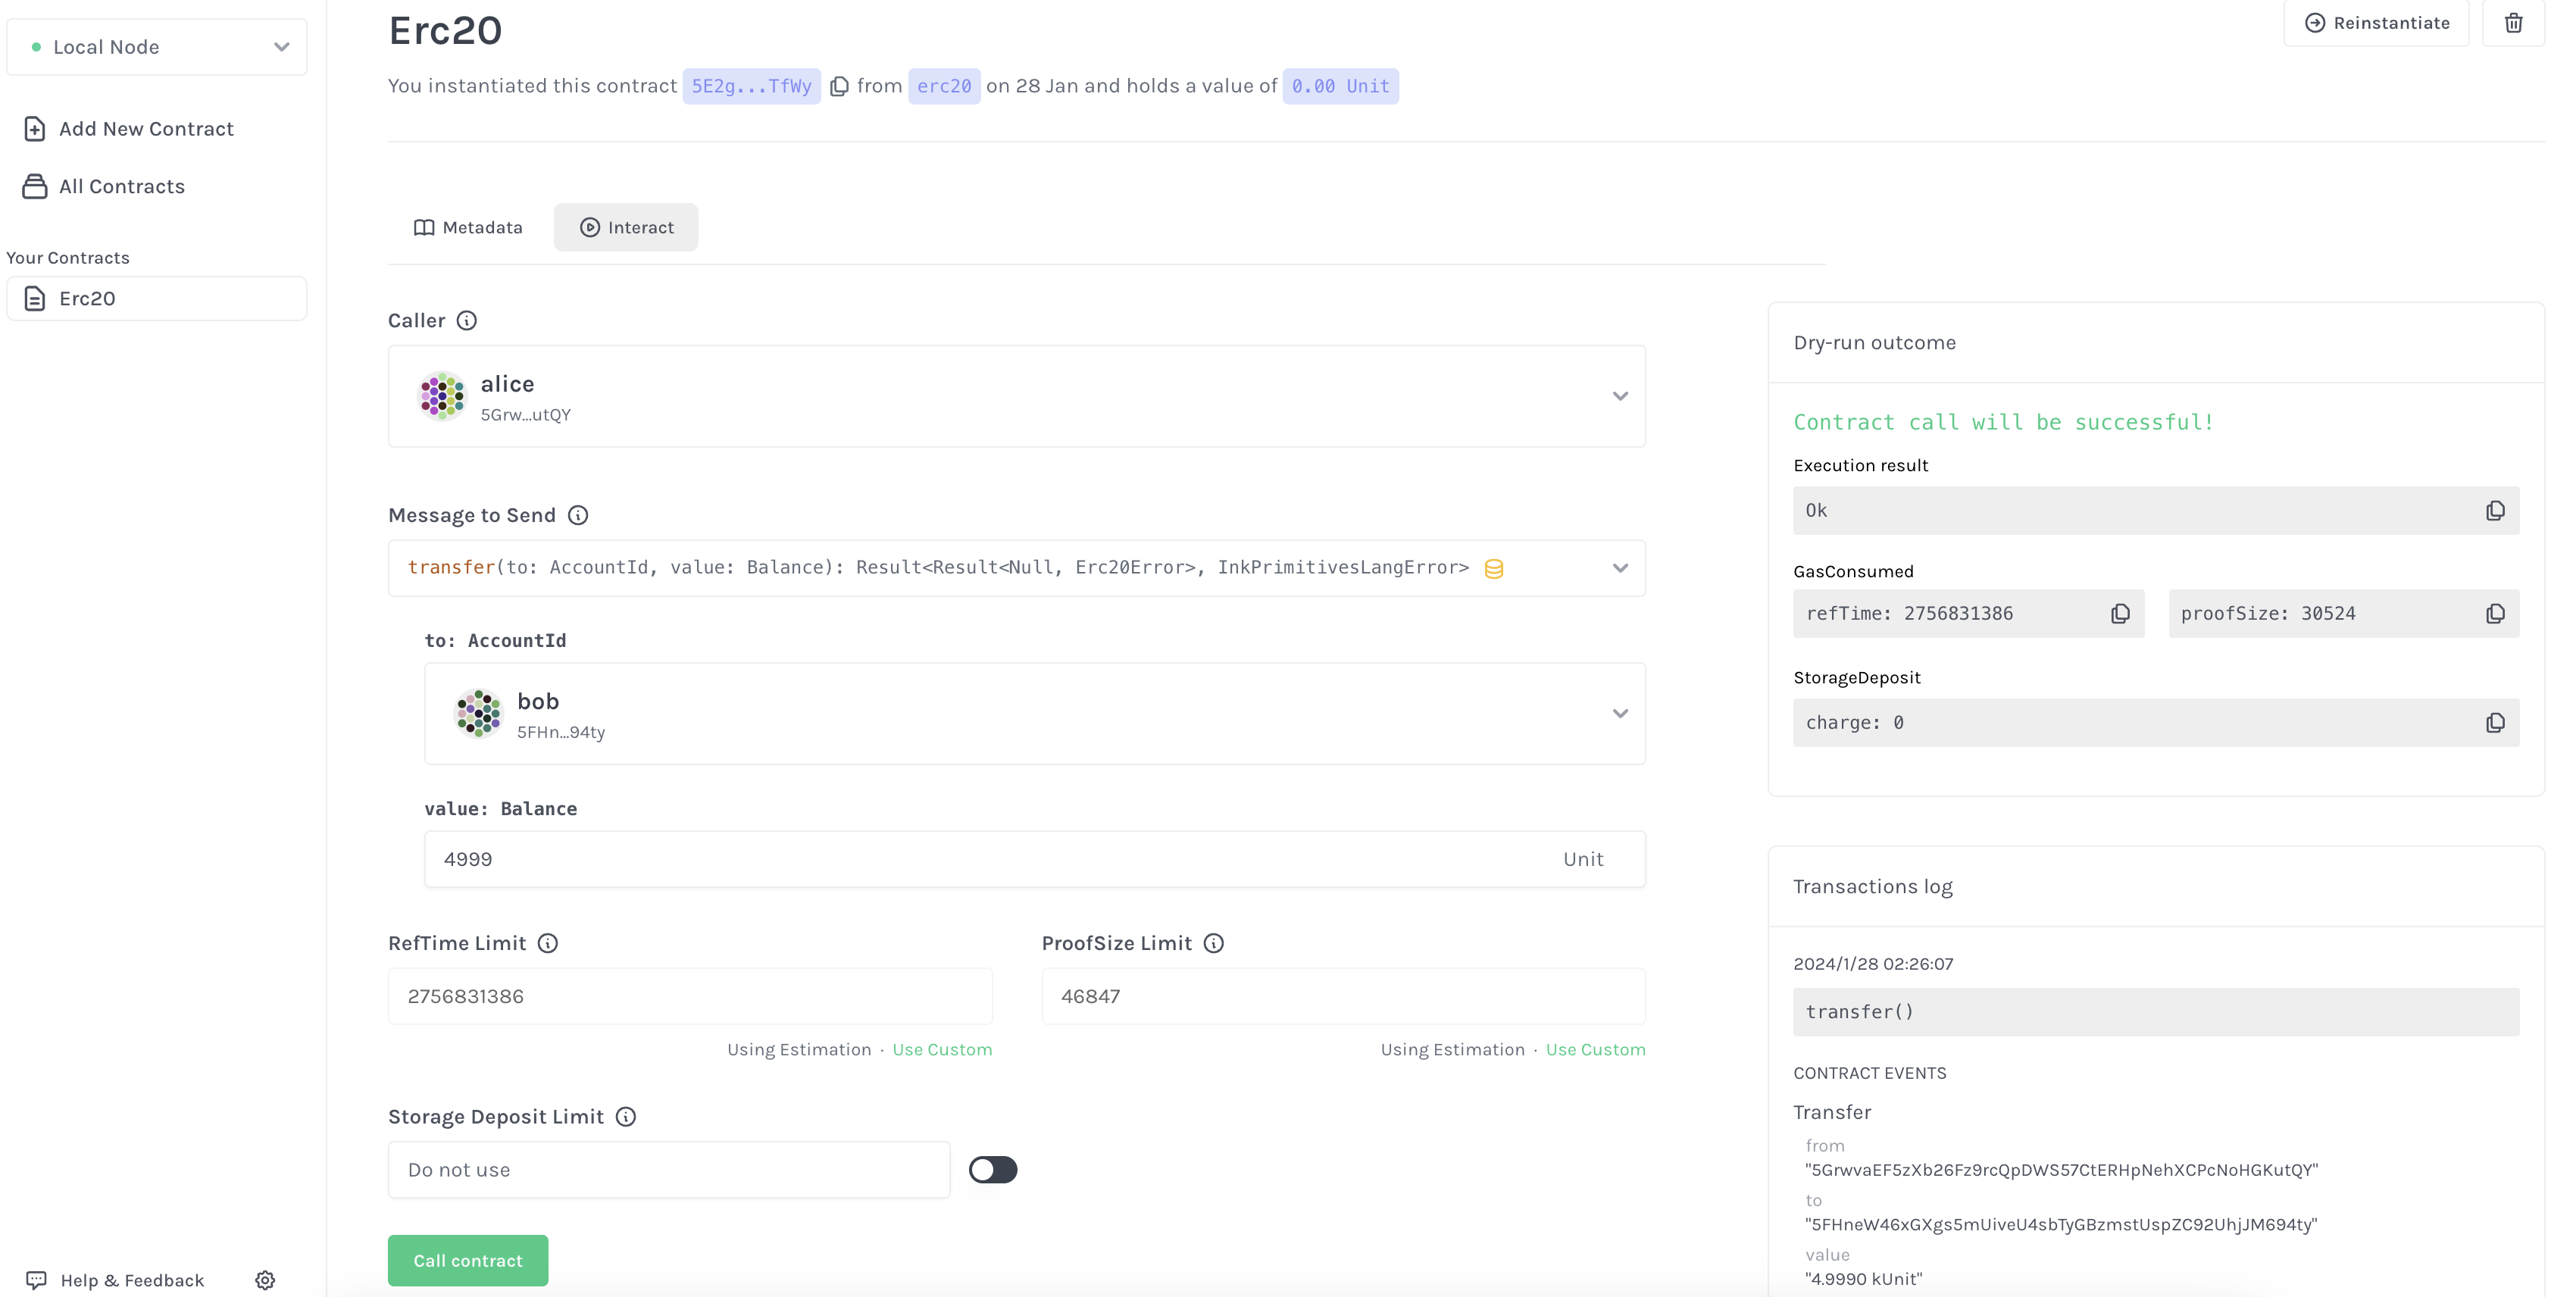 Local Node
Add New Contract
All Contracts
Your Contracts
Erc20
Help & Feedback
Erc20
Reinstantiate
You instantiated this contract 5E2g...TfWy from erc20 on 28 Jan and holds a value of 0.00 Unit
Metadata
Interact
Caller
alice
5Grw...utQY
Message to Send
transfer(to: AccountId, value: Balance): Result<Result<Null, Erc20Error>, InkPrimitivesLangError>
to: AccountId
bob
5FHn...94ty
value: Balance
4999 Unit
RefTime Limit
2756831386
Using Estimation · Use Custom
ProofSize Limit
46847
Using Estimation · Use Custom
Storage Deposit Limit
Do not use
Call contract
Dry-run outcome
Contract call will be successful!
Execution result
Ok
GasConsumed
refTime: 2756831386
proofSize: 30524
StorageDeposit
charge: 0
Transactions log
2024/1/28 02:26:07
transfer()
CONTRACT EVENTS
Transfer
from
"5GrwvaEF5zXb26Fz9rcQpDWS57CtERHpNehXCPcNoHGKutQY"
to
"5FHneW46xGXgs5mUiveU4sbTyGBzmstUspZC92UhjJM694ty"
value
"4.9990 kUnit"